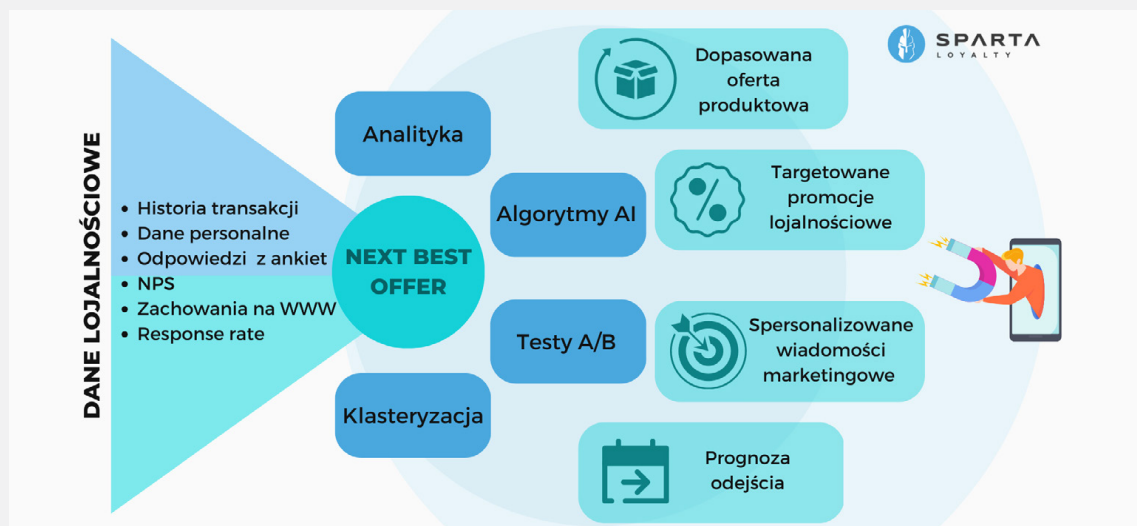 DANE LOJALNOŚCIOWE
• Historia transakcji
• Dane personalne
• Odpowiedzi z ankiet
• NPS
• Zachowania na WWW
• Response rate
NEXT BEST
OFFER
Analityka
Algorytmy AI
Testy A/B
Klasteryzacja
Dopasowana
oferta
produktowa
Targetowane
promocje
lojalnościowe
Spersonalizowane
wiadomości
marketingowe
Prognoza
odejścia
SPARTA
LOYALTY